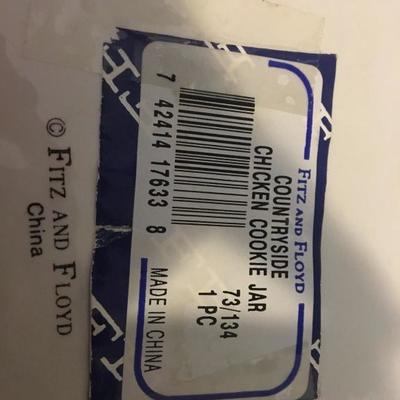 FITZ AND FLOYD
COUNTRYSIDE
CHICKEN COOKIE JAR
73/134
1 PC
7 42414 17633 8
MADE IN CHINA
© FITZ AND FLOYD
China